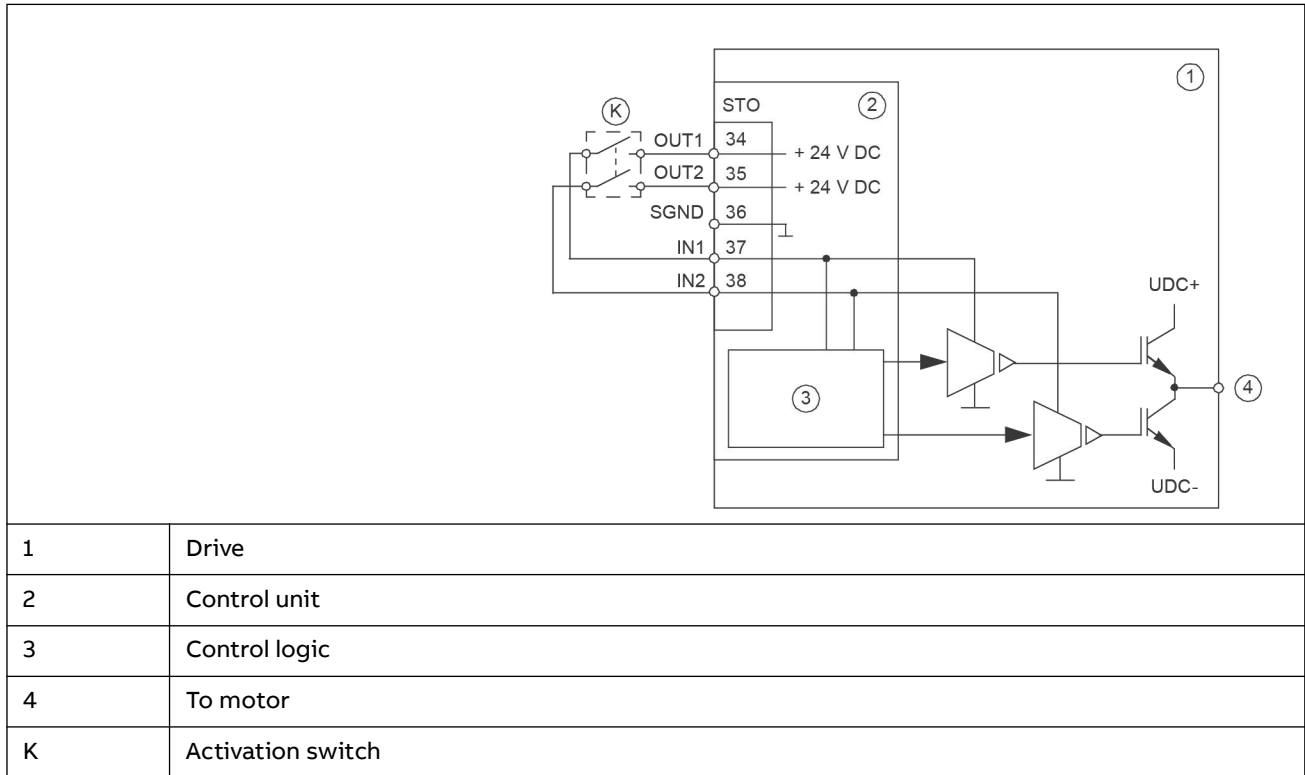 1
STO
2
K
OUT1
34
+ 24 V DC
OUT2
35
+ 24 V DC
SGND
36
IN1
37
IN2
38
UDC+
3
4
UDC-
1 Drive
2 Control unit
3 Control logic
4 To motor
K Activation switch